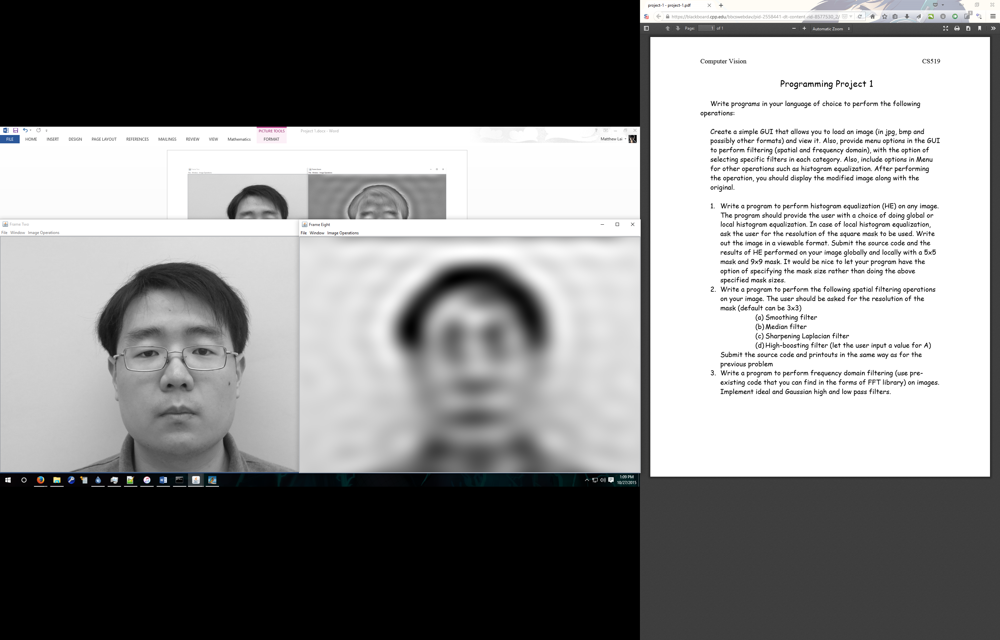 PICTURE TOOLS
Project 1.docx - Word
FILE
HOME
INSERT
DESIGN
PAGE LAYOUT
REFERENCES
MAILINGS
REVIEW
VIEW
Mathematics
FORMAT
Matthew Lai
Frame Two
File Window Image Operations
Frame Seven
File Window Image Operations
Frame Two
File Window Image Operations
Frame Eight
File Window Image Operations
1:09 PM
10/27/2015
project-1 - project-1.pdf
https://blackboard.cpp.edu/bbcswebdav/pid-2558441-dt-content-rid-8577530_2/
Page: 1 of 1
Automatic Zoom
Computer Vision CS519
Programming Project 1
Write programs in your language of choice to perform the following
operations:
Create a simple GUI that allows you to load an image (in jpg, bmp and
possibly other formats) and view it. Also, provide menu options in the GUI
to perform filtering (spatial and frequency domain), with the option of
selecting specific filters in each category. Also, include options in Menu
for other operations such as histogram equalization. After performing
the operation, you should display the modified image along with the
original.
1. Write a program to perform histogram equalization (HE) on any image.
The program should provide the user with a choice of doing global or
local histogram equalization. In case of local histogram equalization,
ask the user for the resolution of the square mask to be used. Write
out the image in a viewable format. Submit the source code and the
results of HE performed on your image globally and locally with a 5x5
mask and 9x9 mask. It would be nice to let your program have the
option of specifying the mask size rather than doing the above
specified mask sizes.
2. Write a program to perform the following spatial filtering operations
on your image. The user should be asked for the resolution of the
mask (default can be 3x3)
(a) Smoothing filter
(b) Median filter
(c) Sharpening Laplacian filter
(d) High-boosting filter (let the user input a value for A)
Submit the source code and printouts in the same way as for the
previous problem
3. Write a program to perform frequency domain filtering (use pre-
existing code that you can find in the forms of FFT library) on images.
Implement ideal and Gaussian high and low pass filters.